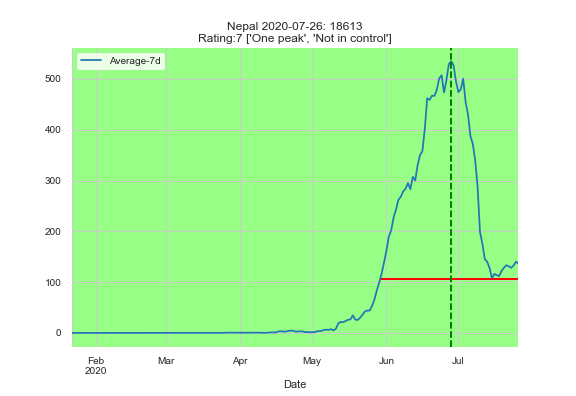 Nepal 2020-07-26: 18613
Rating:7 ['One peak', 'Not in control']
Average-7d
500
400
300
200
100
0
Feb
2020
Mar
Apr
May
Jun
Jul
Date